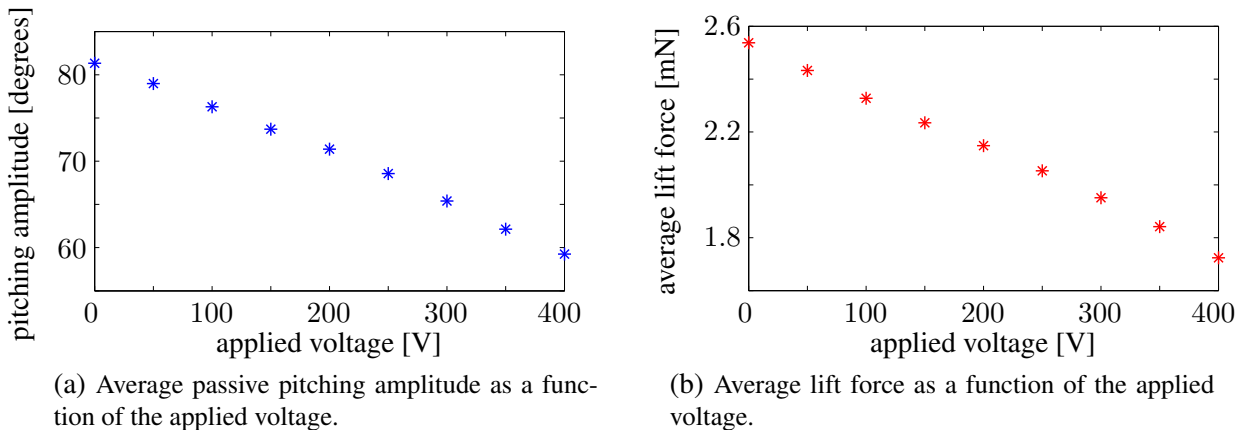 pitching amplitude [degrees]
80
70
60
0
100
200
300
400
applied voltage [V]
(a) Average passive pitching amplitude as a func-
tion of the applied voltage.
average lift force [mN]
2.6
2.2
1.8
0
100
200
300
400
applied voltage [V]
(b) Average lift force as a function of the applied
voltage.